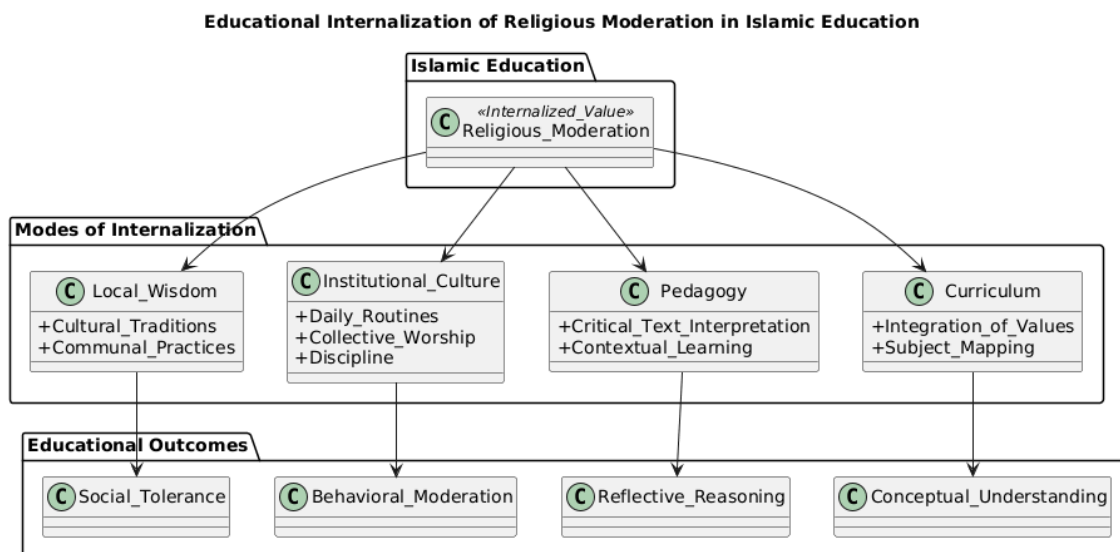 Educational Internalization of Religious Moderation in Islamic Education
Islamic Education
C
«Internalized_Value»
Religious_Moderation
Modes of Internalization
C Local_Wisdom
+Cultural_Traditions
+Communal_Practices
C Institutional_Culture
+Daily_Routines
+Collective_Worship
+Discipline
C Pedagogy
+Critical_Text_Interpretation
+Contextual_Learning
C Curriculum
+Integration_of_Values
+Subject_Mapping
Educational Outcomes
C Social_Tolerance
C Behavioral_Moderation
C Reflective_Reasoning
C Conceptual_Understanding